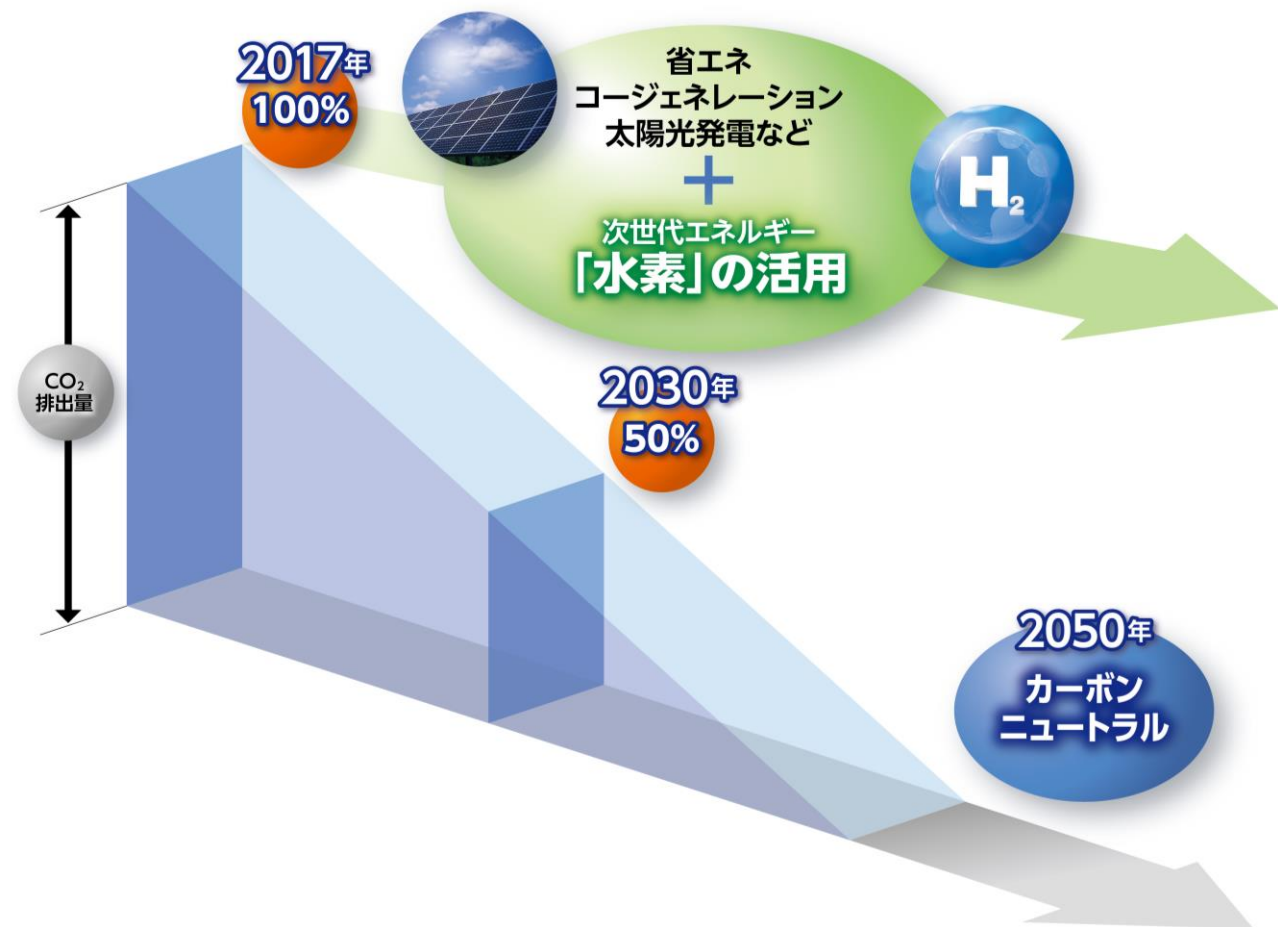 2017年
100%
省エネ
コージェネレーション
太陽光発電など
+
次世代エネルギー
「水素」の活用
H₂
CO₂
排出量
2030年
50%
2050年
カーボン
ニュートラル